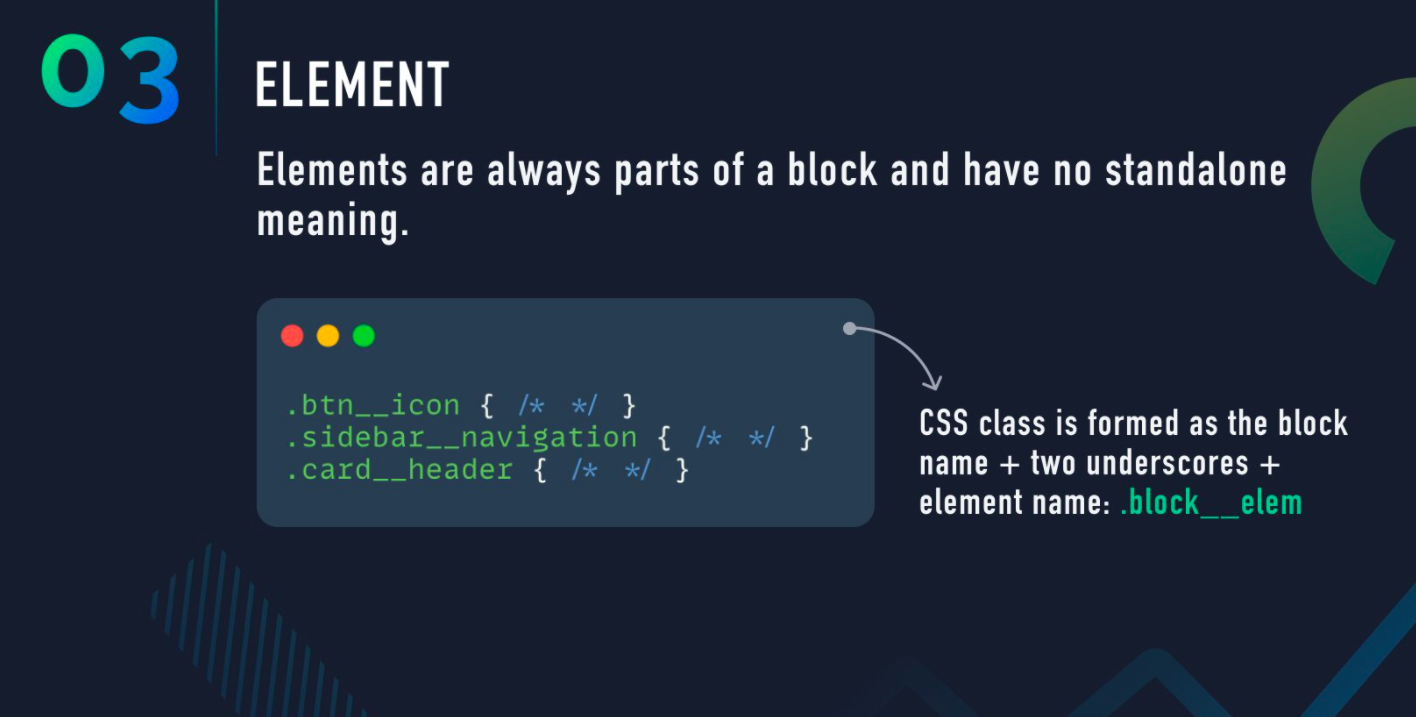 03
ELEMENT
Elements are always parts of a block and have no standalone
meaning.
.btn__icon { /*  */ }
.sidebar__navigation { /*  */ }
.card__header { /*  */ }
CSS class is formed as the block
name + two underscores +
element name: .block__elem